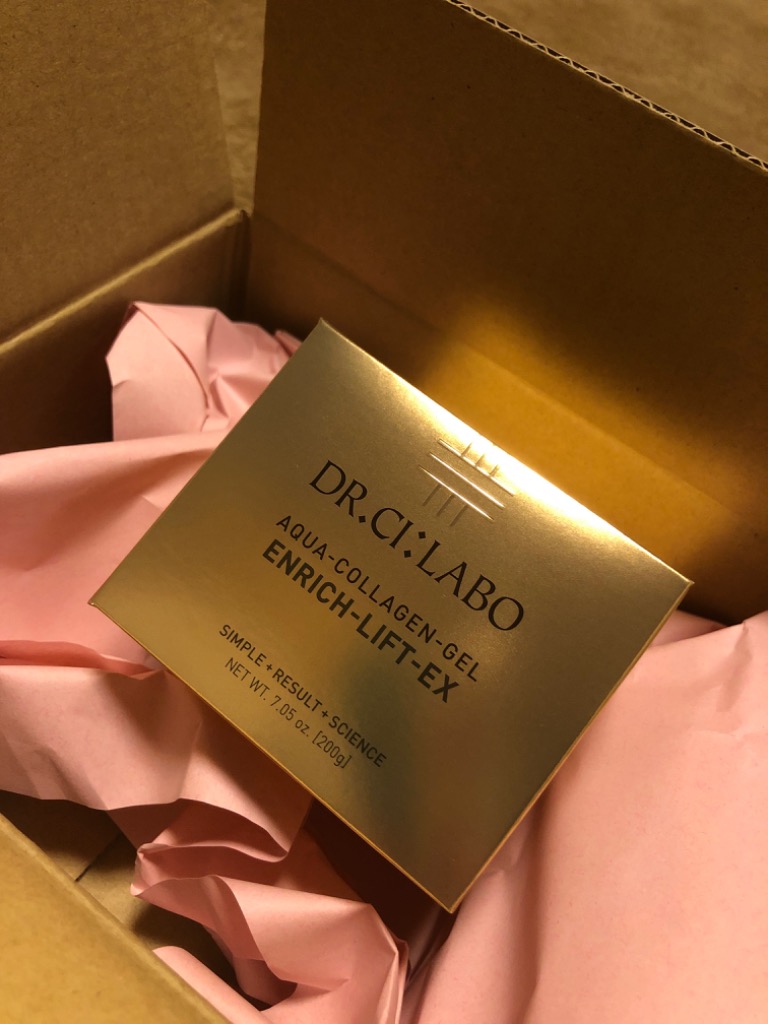 DR.CI:LABO
AQUA-COLLAGEN-GEL
ENRICH-LIFT-EX
SIMPLE+RESULT+SCIENCE
NET WT. 7.05 oz. [200g]